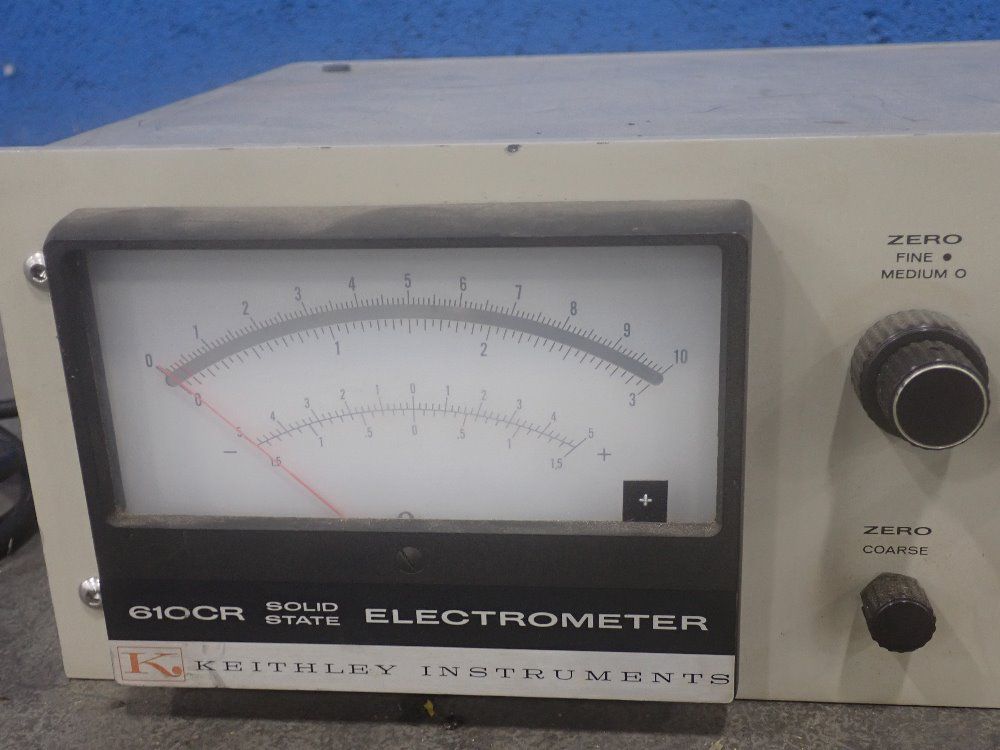 0 1 2 3 4 5 6 7 8 9 10
0 1 2 3
5 4 3 2 1 0 1 2 3 4 5
- 1.5 1 .5 0 .5 1 1.5 +
+
ZERO
FINE ●
MEDIUM O
ZERO
COARSE
610CR SOLID STATE ELECTROMETER
K. KEITHLEY INSTRUMENTS